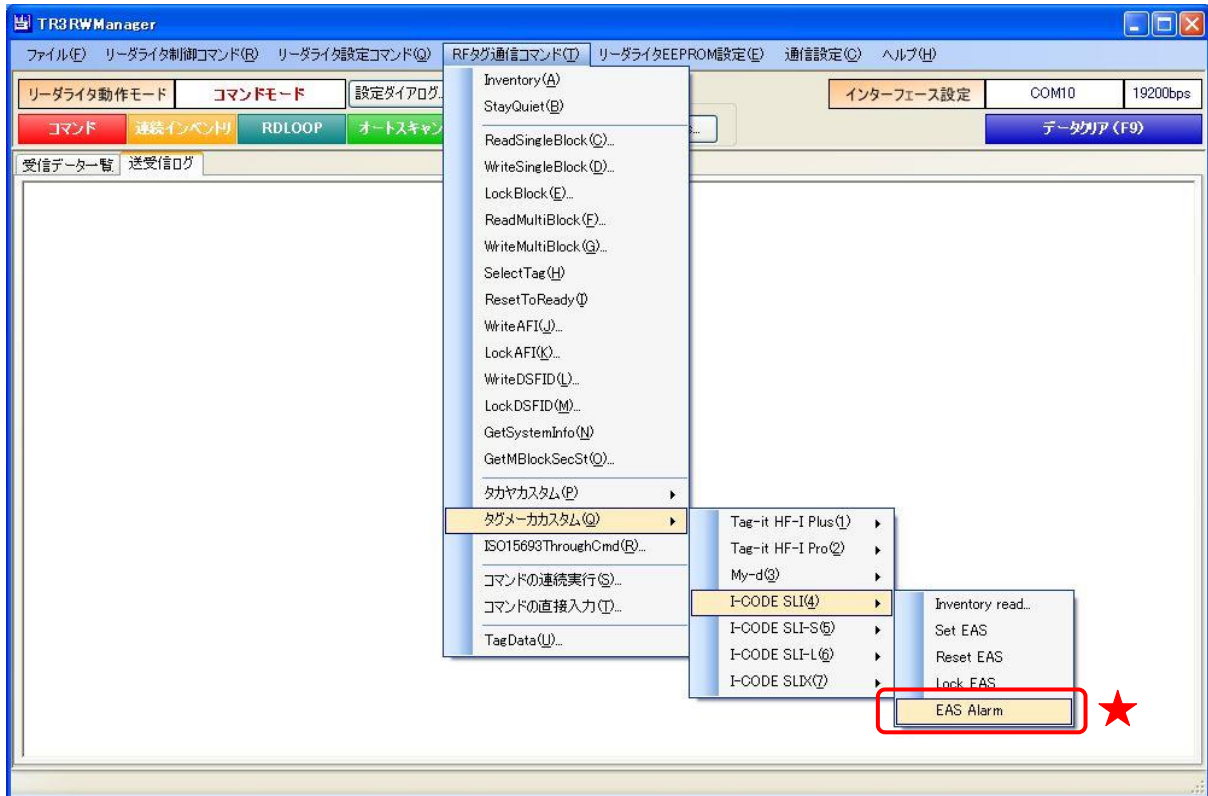 TR3RWManager
ファイル(F) リーダライタ制御コマンド(R) リーダライタ設定コマンド(Q) RFタグ通信コマンド(T) リーダライタEEPROM設定(E) 通信設定(C) ヘルプ(H)
リーダライタ動作モード コマンドモード 設定ダイアログ... インターフェース設定 COM10 19200bps
コマンド 連続インベントリ RDLOOP オートスキャン データクリア(F9)
受信データ一覧 送受信ログ
Inventory(A)
StayQuiet(B)
ReadSingleBlock(C)...
WriteSingleBlock(D)...
LockBlock(E)...
ReadMultiBlock(F)...
WriteMultiBlock(G)...
SelectTag(H)
ResetToReady(I)
WriteAFI(J)...
LockAFI(K)...
WriteDSFID(L)...
LockDSFID(M)...
GetSystemInfo(N)
GetMBlockSecSt(O)...
タカヤカスタム(P)
タグメーカカスタム(Q)
ISO15693ThroughCmd(R)...
コマンドの連続実行(S)...
コマンドの直接入力(T)...
TagData(U)...
Tag-it HF-I Plus(1)
Tag-it HF-I Pro(2)
My-d(3)
I-CODE SLI(4)
I-CODE SLI-S(5)
I-CODE SLI-L(6)
I-CODE SLIX(7)
Inventory read...
Set EAS
Reset EAS
Lock EAS
EAS Alarm